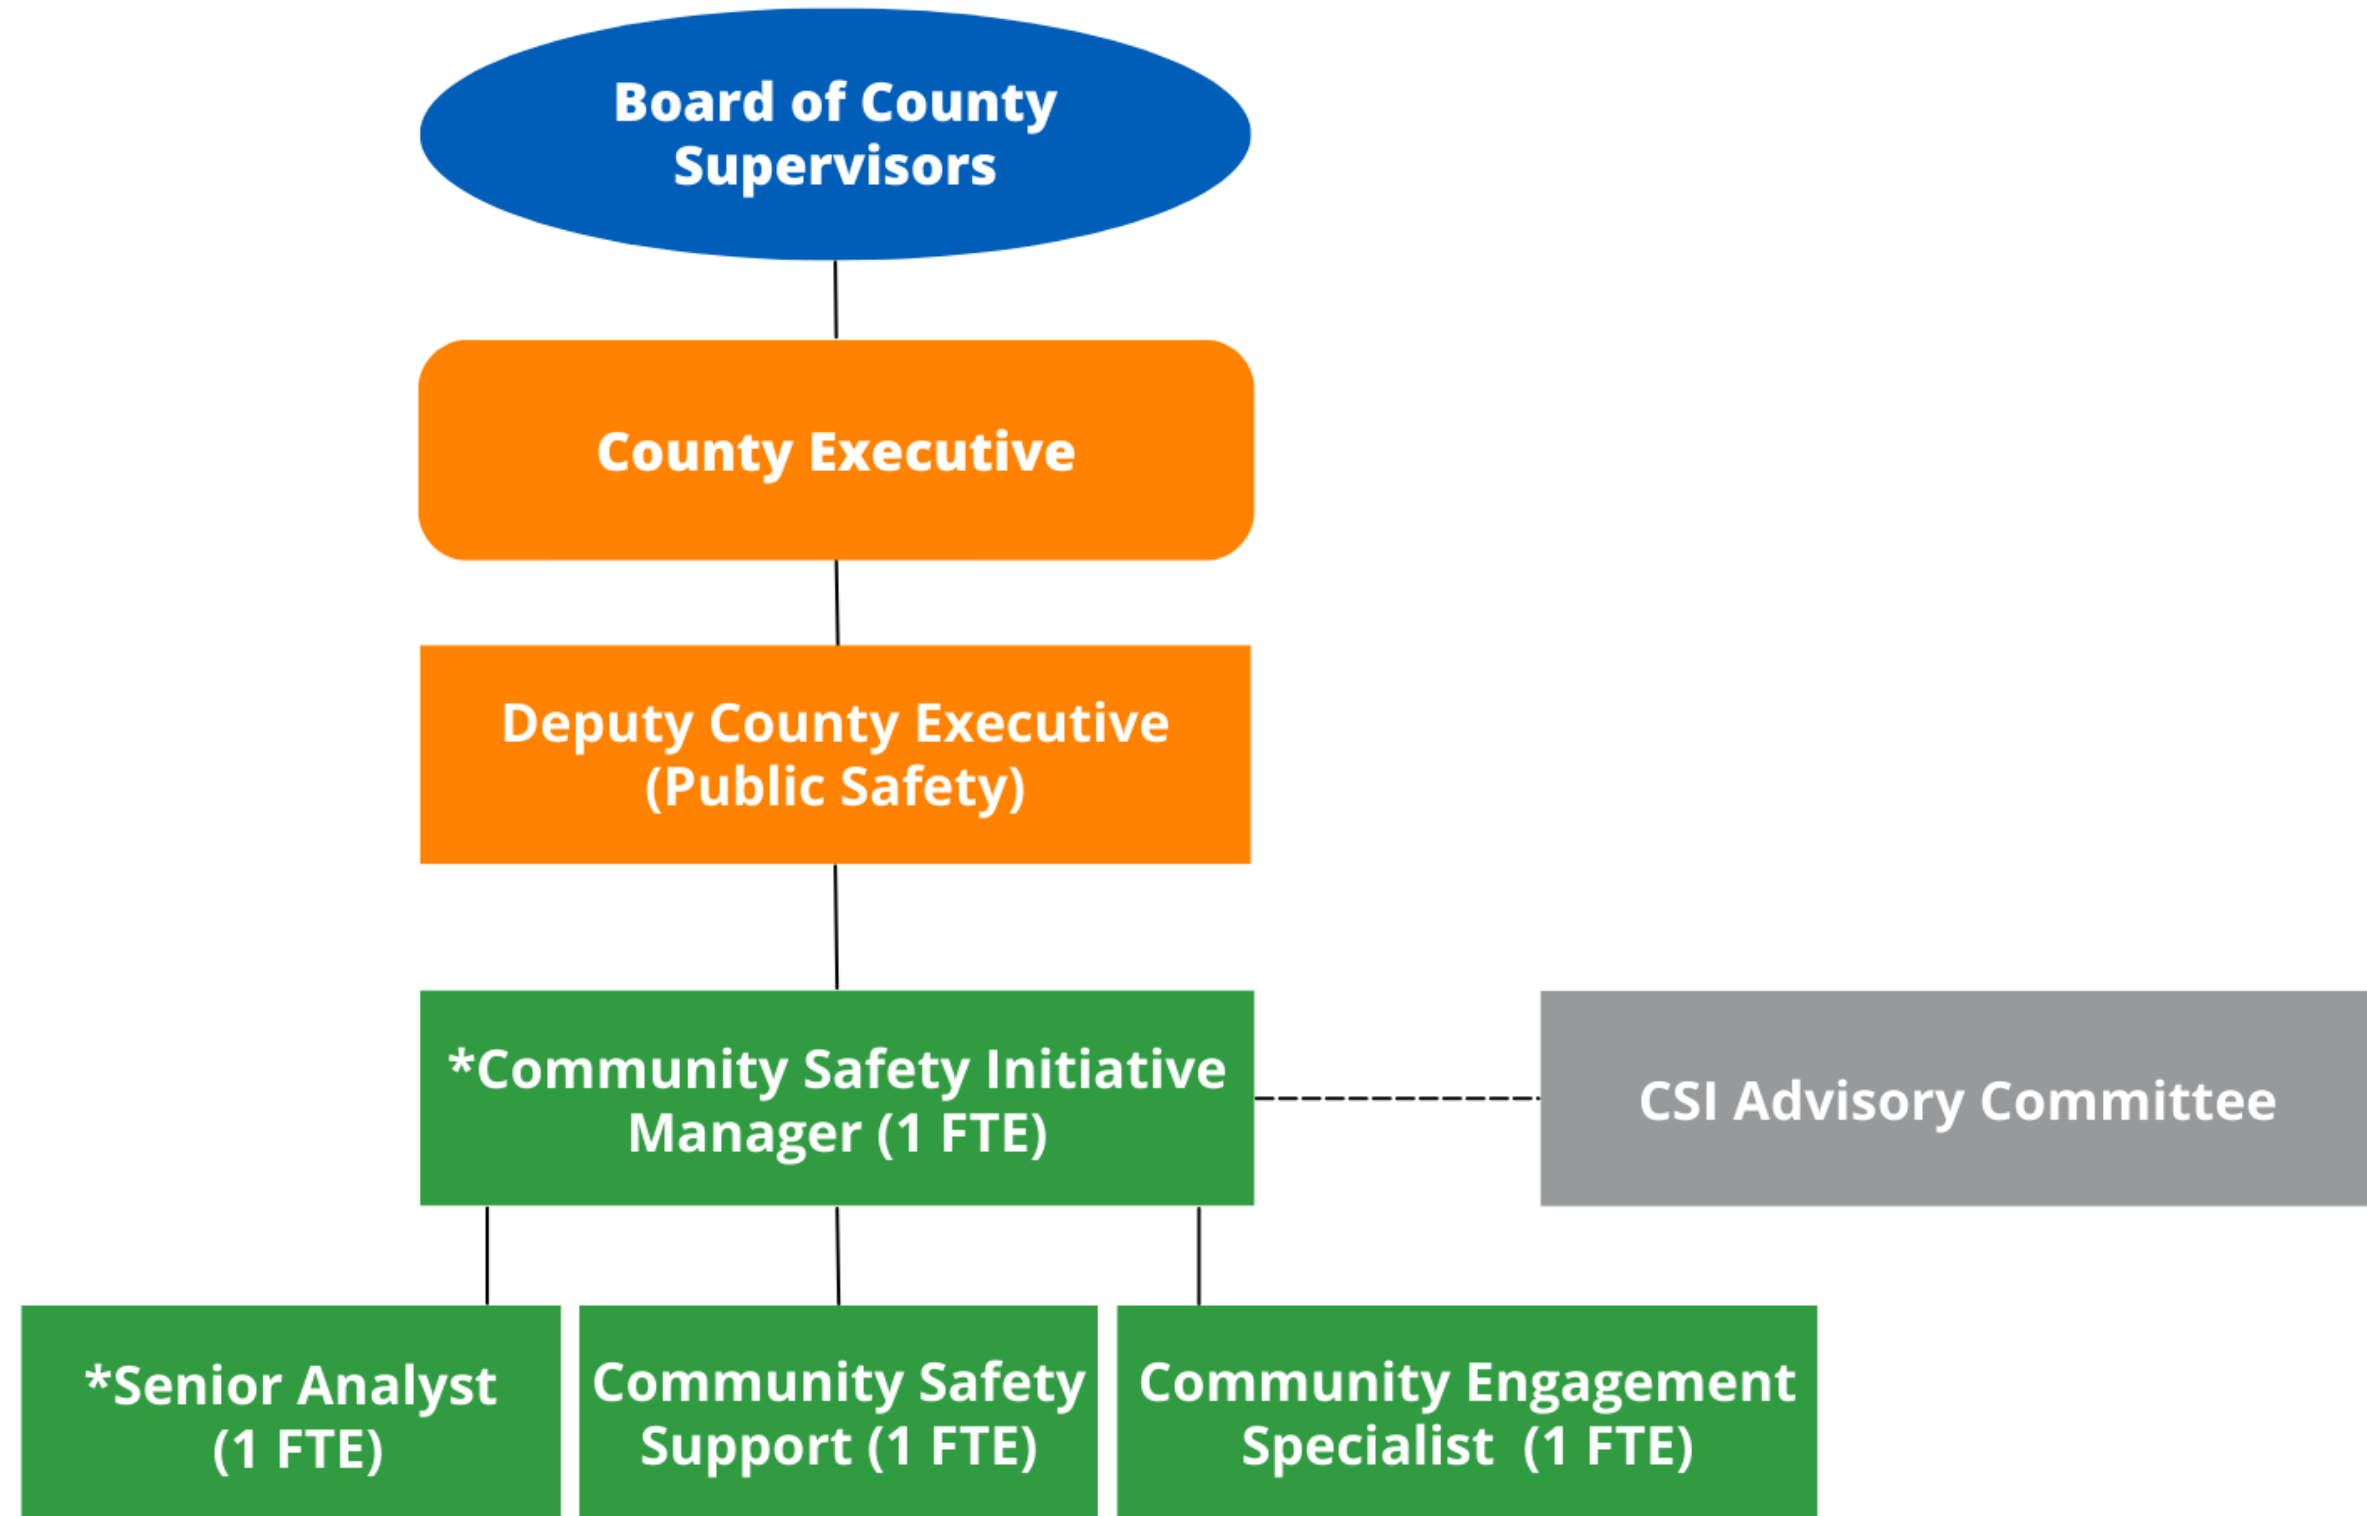 Board of County
Supervisors
County Executive
Deputy County Executive
(Public Safety)
*Community Safety Initiative
Manager (1 FTE)
CSI Advisory Committee
*Senior Analyst
(1 FTE)
Community Safety
Support (1 FTE)
Community Engagement
Specialist  (1 FTE)